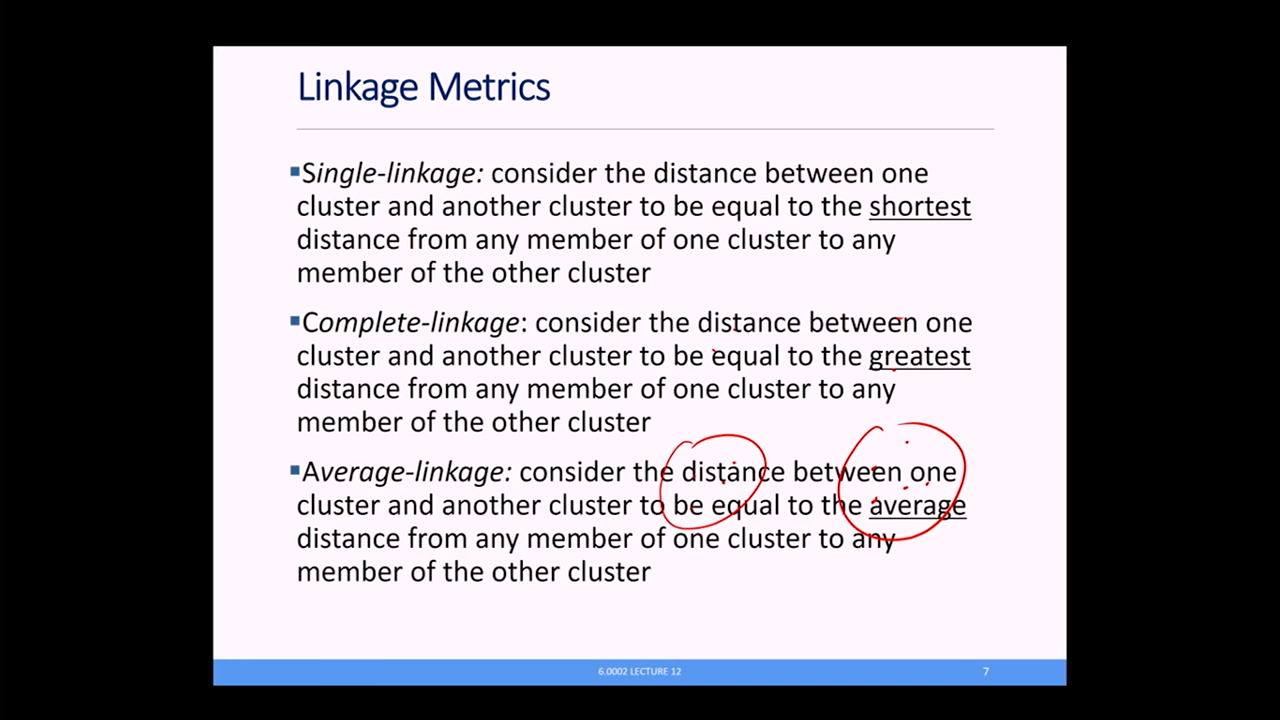 Linkage Metrics
▪Single-linkage: consider the distance between one
cluster and another cluster to be equal to the shortest
distance from any member of one cluster to any
member of the other cluster
▪Complete-linkage: consider the distance between one
cluster and another cluster to be equal to the greatest
distance from any member of one cluster to any
member of the other cluster
▪Average-linkage: consider the distance between one
cluster and another cluster to be equal to the average
distance from any member of one cluster to any
member of the other cluster
6.0002 LECTURE 12
7